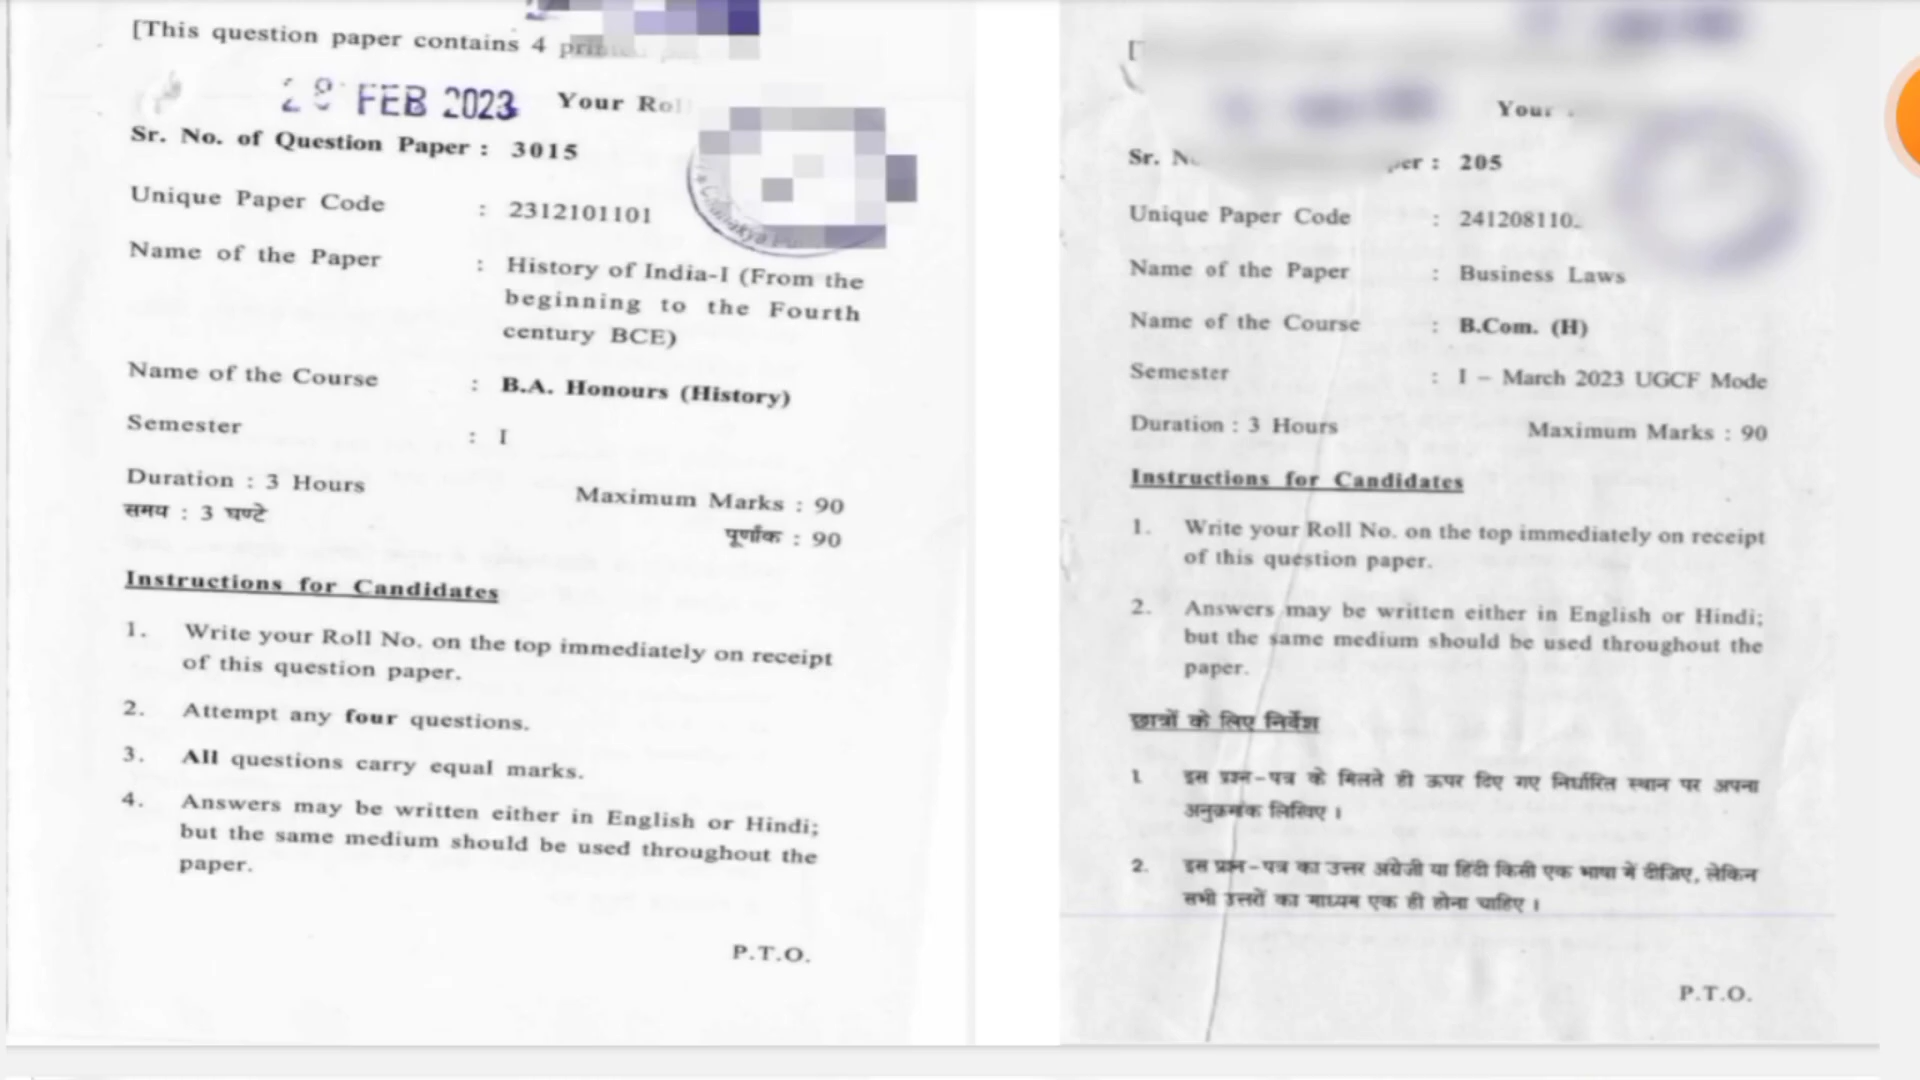 [This question paper contains 4
FEB 2023 Your
Sr. No. of Question Paper : 3015
Unique Paper Code : 2312101101
Name of the Paper : History of India-I (From the
beginning to the Fourth
century BCE)
Name of the Course : B.A. Honours (History)
Semester : I
Duration : 3 Hours Maximum Marks : 90
समय : 3 घण्टे पूर्णांक : 90
Instructions for Candidates
1. Write your Roll No. on the top immediately on receipt
of this question paper.
2. Attempt any four questions.
3. All questions carry equal marks.
4. Answers may be written either in English or Hindi;
but the same medium should be used throughout the
paper.
P.T.O.
Your
Sr. : 205
Unique Paper Code :
Name of the Paper : Business Laws
Name of the Course : B.Com. (H)
Semester : I – March 2023 UGCF Mode
Duration : 3 Hours Maximum Marks : 90
Instructions for Candidates
1. Write your Roll No. on the top immediately on receipt
of this question paper.
2. Answers may be written either in English or Hindi;
but the same medium should be used throughout the
paper.
छात्रों के लिए निर्देश
1 इस प्रश्न-पत्र के मिलते ही ऊपर दिए गए निर्धारित स्थान पर अपना
अनुक्रमांक लिखिए ।
2. इस प्रश्न-पत्र का उत्तर अंग्रेजी या हिंदी किसी एक भाषा में दीजिए, लेकिन
सभी उत्तरों का माध्यम एक ही होना चाहिए ।
P.T.O.